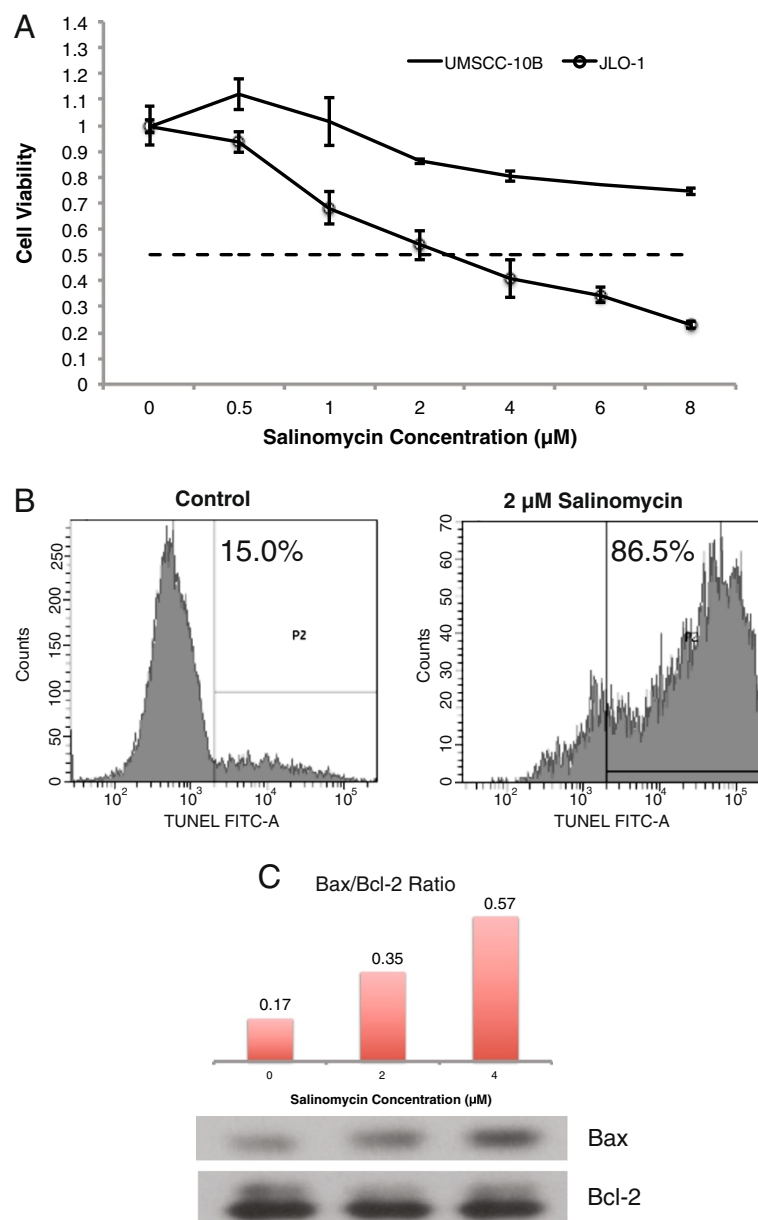 A
1.4
1.3
1.2
1.1
1
0.9
0.8
0.7
0.6
0.5
0.4
0.3
0.2
0.1
0
Cell Viability
UMSCC-10B JLO-1
0 0.5 1 2 4 6 8
Salinomycin Concentration (µM)
B
Control
15.0%
P2
Counts
250
200
150
100
50
0
10² 10³ 10⁴ 10⁵
TUNEL FITC-A
2 µM Salinomycin
86.5%
P2
Counts
70
60
50
40
30
20
10
0
10² 10³ 10⁴ 10⁵
TUNEL FITC-A
C
Bax/Bcl-2 Ratio
0.17 0.35 0.57
0 2 4
Salinomycin Concentration (µM)
Bax
Bcl-2